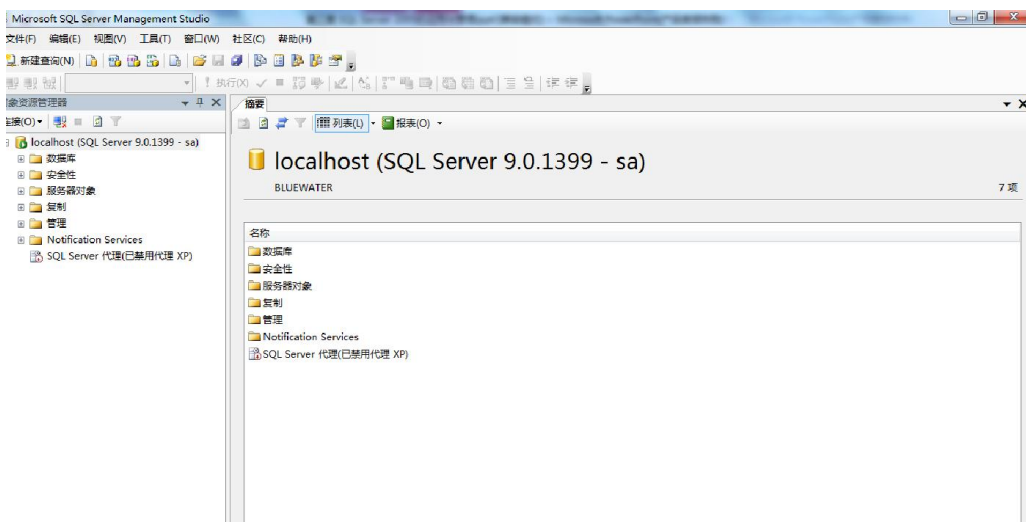 Microsoft SQL Server Management Studio
文件(F) 编辑(E) 视图(V) 工具(T) 窗口(W) 社区(C) 帮助(H)
新建查询(N)
执行(X)
象资源管理器
连接(O)
localhost (SQL Server 9.0.1399 - sa)
数据库
安全性
服务器对象
复制
管理
Notification Services
SQL Server 代理(已禁用代理 XP)
摘要
列表(L) 报表(O)
localhost (SQL Server 9.0.1399 - sa)
BLUEWATER
7 项
名称
数据库
安全性
服务器对象
复制
管理
Notification Services
SQL Server 代理(已禁用代理 XP)